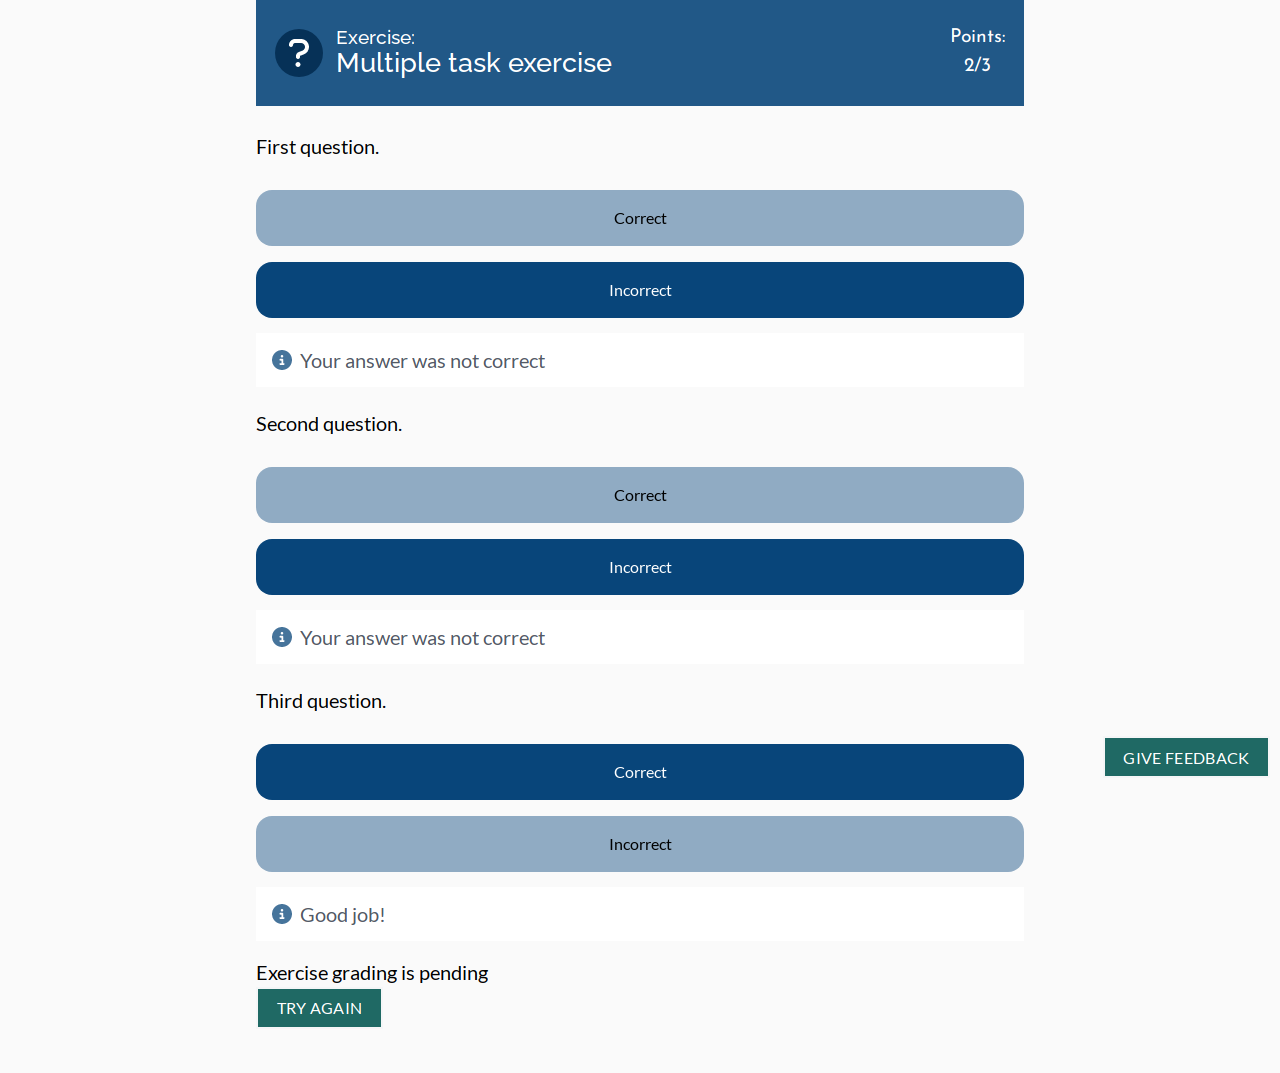 Exercise:
Multiple task exercise
Points:
2/3
First question.
Correct
Incorrect
Your answer was not correct
Second question.
Correct
Incorrect
Your answer was not correct
Third question.
Correct
GIVE FEEDBACK
Incorrect
Good job!
Exercise grading is pending
TRY AGAIN